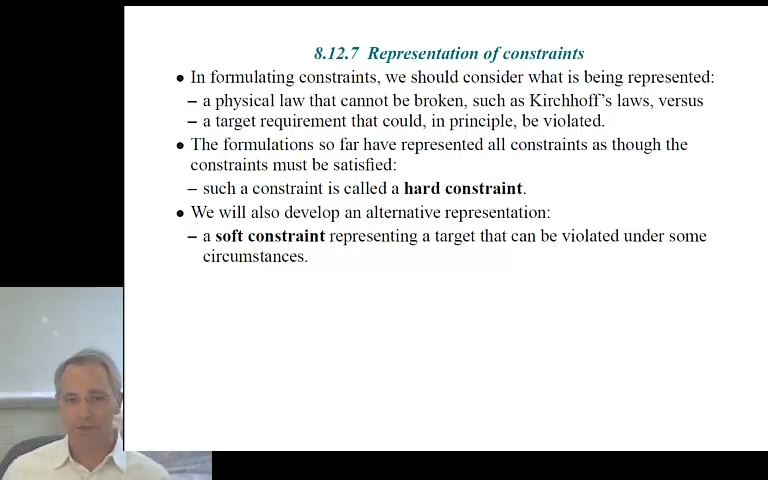 8.12.7 Representation of constraints
• In formulating constraints, we should consider what is being represented:
– a physical law that cannot be broken, such as Kirchhoff's laws, versus
– a target requirement that could, in principle, be violated.
• The formulations so far have represented all constraints as though the
constraints must be satisfied:
– such a constraint is called a hard constraint.
• We will also develop an alternative representation:
– a soft constraint representing a target that can be violated under some
circumstances.